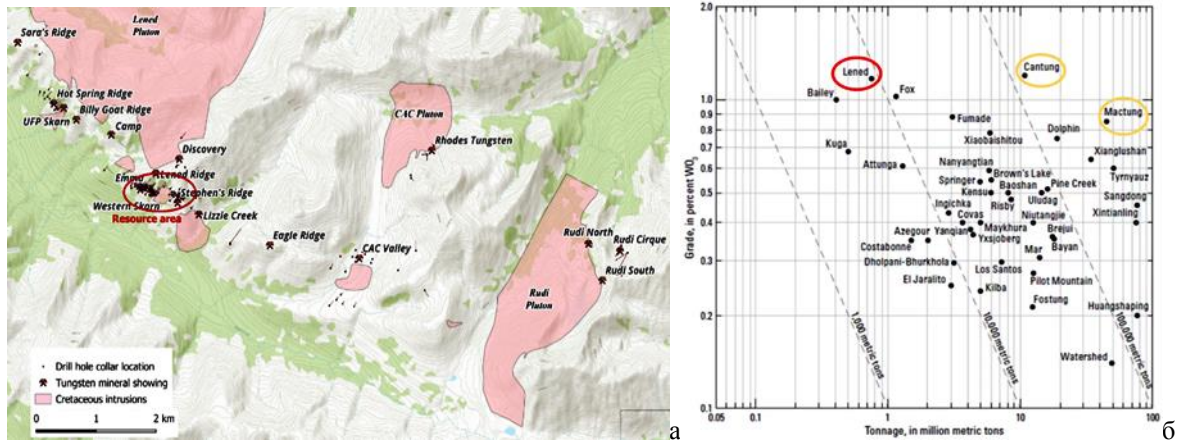 Lened
Pluton
Sara's Ridge
Hot Spring Ridge
Billy Goat Ridge
UFP Skarn
Camp
CAC Pluton
Rhodes Tungsten
Discovery
Lened Ridge
Emma
Stephen's Ridge
Western Skarn
Resource area
Lizzie Creek
Eagle Ridge
CAC Valley
Rudi North
Rudi Cirque
Rudi South
Rudi
Pluton
Drill hole collar location
Tungsten mineral showing
Cretaceous intrusions
0 1 2 km
а
Grade, in percent WO3
2.0
1.0
0.9
0.8
0.7
0.6
0.5
0.4
0.3
0.2
0.1
Lened
Cantung
Bailey
Fox
Mactung
Fumade
Dolphin
Xiaobaishitou
Kuga
Xianglushan
Attunga
Nanyangtian
Brown's Lake
Tyrnyauz
Springer
Baoshan
Pine Creek
Kensu
Sangdong
Risby
Uludag
Ingichka
Xintianling
Covas
Niutangjie
Azegour
Yanqian
Maykhura
Brejui
Costabonne
Yxsjoberg
Bayan
Mar
Dholpani-Bhurkhola
Los Santos
El Jaralito
Pilot Mountain
Kilba
Fostung
Huangshaping
Watershed
1,000 metric tons
10,000 metric tons
100,000 metric tons
0.05 0.1 1 10 100
Tonnage, in million metric tons
б